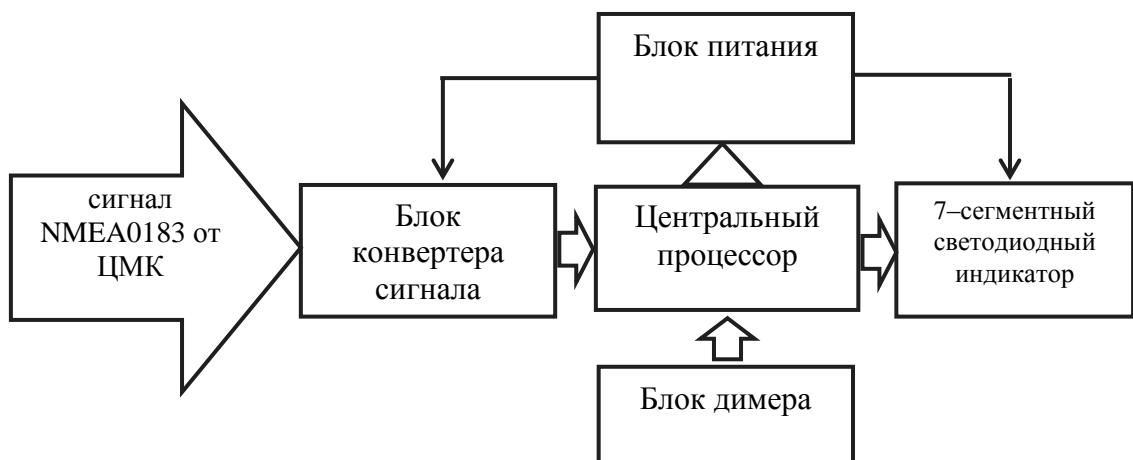 Блок питания
сигнал
NMEA0183 от
ЦМК
Блок
конвертера
сигнала
Центральный
процессор
7–сегментный
светодиодный
индикатор
Блок димера